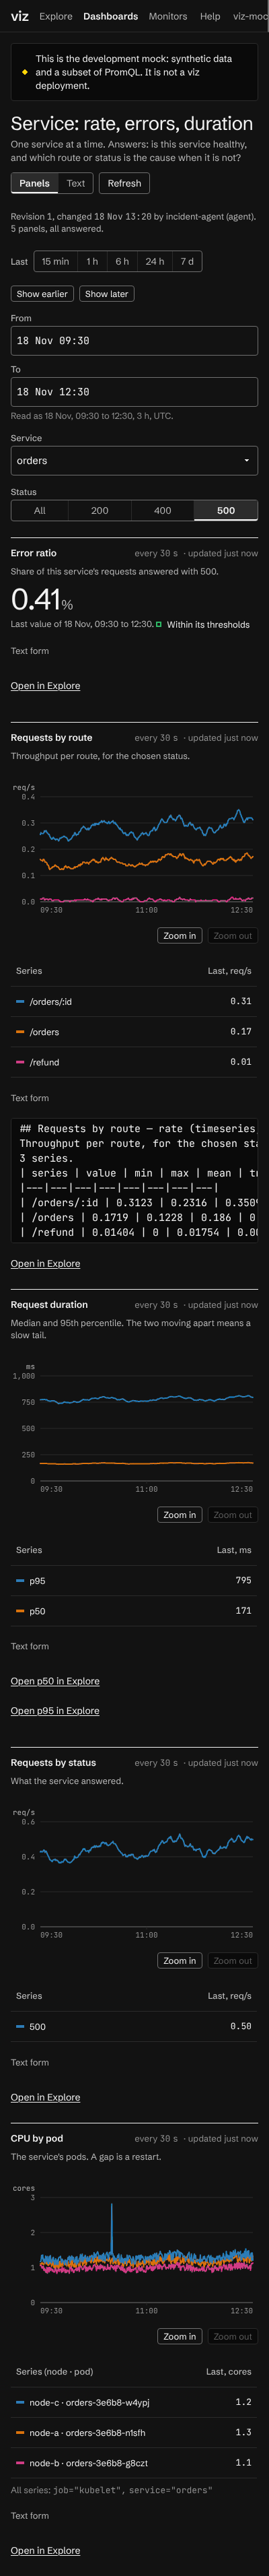 viz Explore Dashboards Monitors Help viz-moc
This is the development mock: synthetic data
and a subset of PromQL. It is not a viz
deployment.
Service: rate, errors, duration
One service at a time. Answers: is this service healthy,
and which route or status is the cause when it is not?
Panels Text Refresh
Revision 1, changed 18 Nov 13:20 by incident-agent (agent).
5 panels, all answered.
Last 15 min 1 h 6 h 24 h 7 d
Show earlier Show later
From
18 Nov 09:30
To
18 Nov 12:30
Read as 18 Nov, 09:30 to 12:30, 3 h, UTC.
Service
orders
Status
All 200 400 500
Error ratio every 30 s · updated just now
Share of this service's requests answered with 500.
0.41%
Last value of 18 Nov, 09:30 to 12:30. Within its thresholds
Text form
Open in Explore
Requests by route every 30 s · updated just now
Throughput per route, for the chosen status.
req/s
0.4
0.3
0.2
0.1
0.0
09:30 11:00 12:30
Zoom in Zoom out
Series Last, req/s
/orders/:id 0.31
/orders 0.17
/refund 0.01
Text form
## Requests by route — rate (timeseries
Throughput per route, for the chosen sta
3 series.
| series | value | min | max | mean | tr
|---|---|---|---|---|---|
| /orders/:id | 0.3123 | 0.2316 | 0.3509
| /orders | 0.1719 | 0.1228 | 0.186 | 0.
| /refund | 0.01404 | 0 | 0.01754 | 0.00
Open in Explore
Request duration every 30 s · updated just now
Median and 95th percentile. The two moving apart means a
slow tail.
ms
1,000
750
500
250
0
09:30 11:00 12:30
Zoom in Zoom out
Series Last, ms
p95 795
p50 171
Text form
Open p50 in Explore
Open p95 in Explore
Requests by status every 30 s · updated just now
What the service answered.
req/s
0.6
0.4
0.2
0.0
09:30 11:00 12:30
Zoom in Zoom out
Series Last, req/s
500 0.50
Text form
Open in Explore
CPU by pod every 30 s · updated just now
The service's pods. A gap is a restart.
cores
3
2
1
0
09:30 11:00 12:30
Zoom in Zoom out
Series (node · pod) Last, cores
node-c · orders-3e6b8-w4ypj 1.2
node-a · orders-3e6b8-n1sfh 1.3
node-b · orders-3e6b8-g8czt 1.1
All series: job="kubelet", service="orders"
Text form
Open in Explore